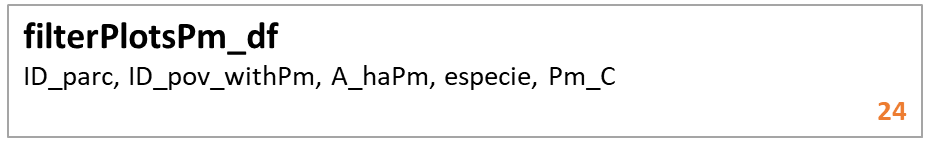 filterPlotsPm_df
ID_parc, ID_pov_withPm, A_haPm, especie, Pm_C
24